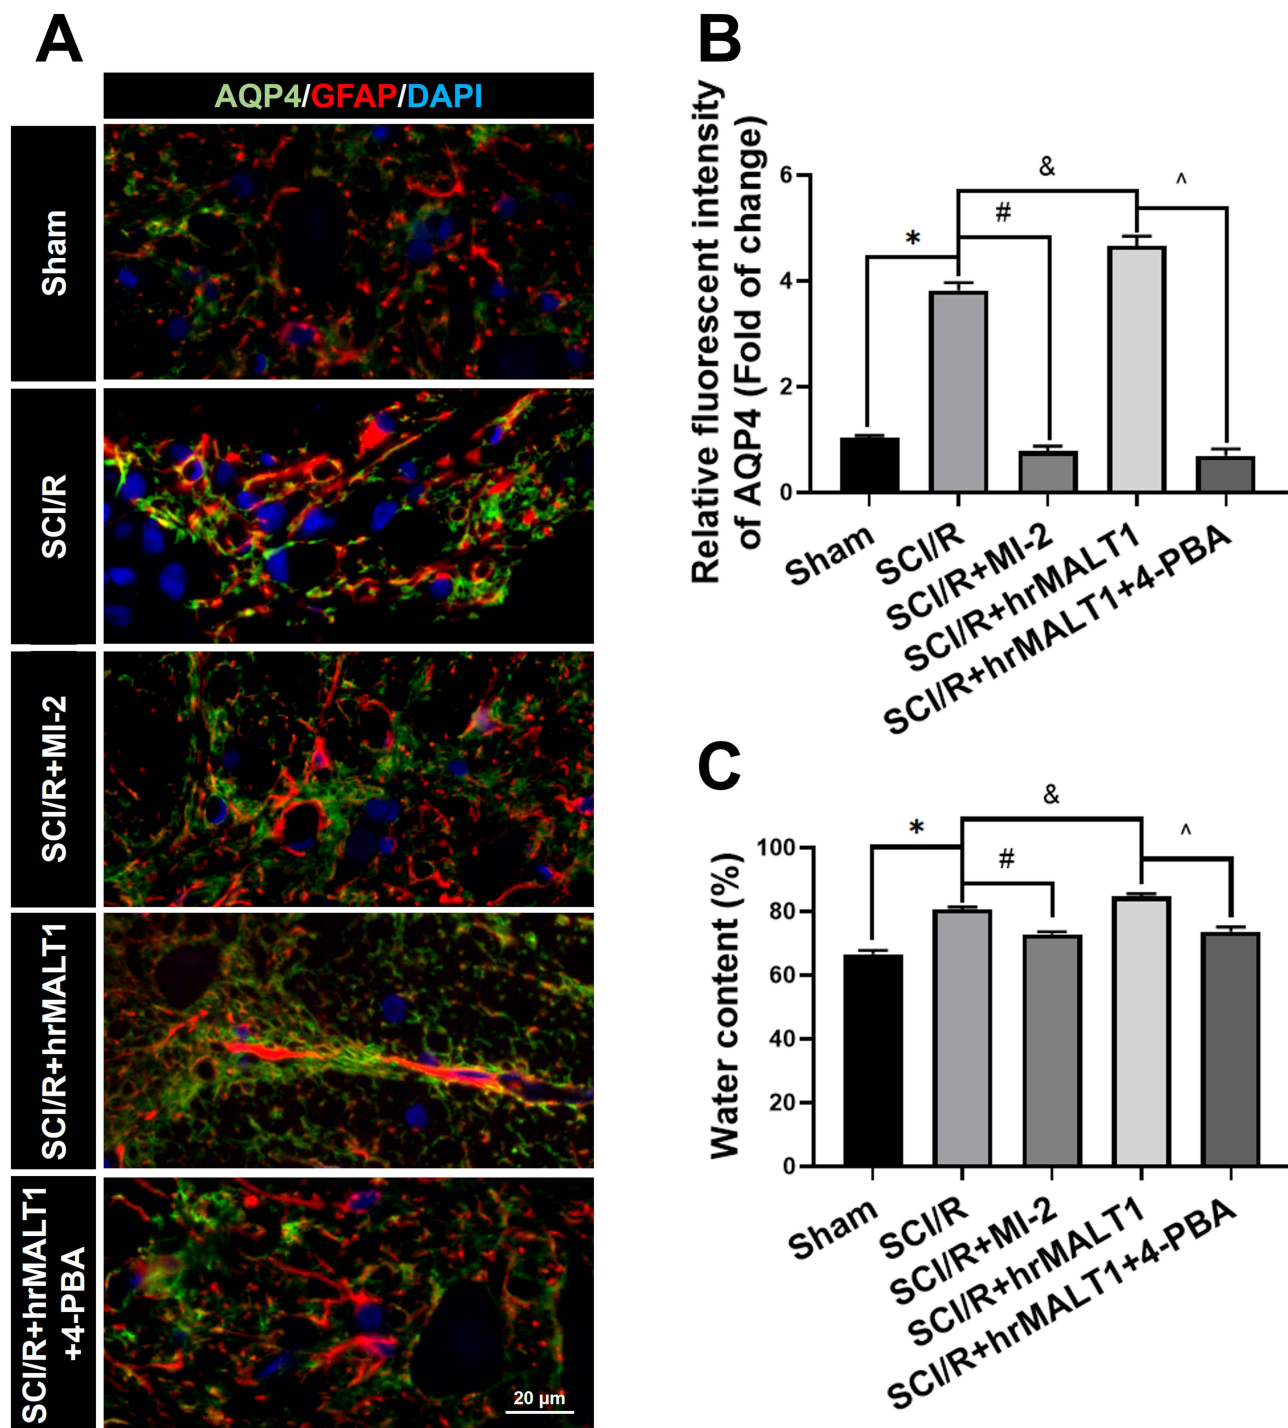 A
AQP4/GFAP/DAPI
Sham
SCI/R
SCI/R+MI-2
SCI/R+hrMALT1
SCI/R+hrMALT1
+4-PBA
20 µm
B
Relative fluorescent intensity
of AQP4 (Fold of change)
6
4
2
0
*
#
&
^
Sham
SCI/R
SCI/R+MI-2
SCI/R+hrMALT1
SCI/R+hrMALT1+4-PBA
C
Water content (%)
100
80
60
40
20
0
*
#
&
^
Sham
SCI/R
SCI/R+MI-2
SCI/R+hrMALT1
SCI/R+hrMALT1+4-PBA